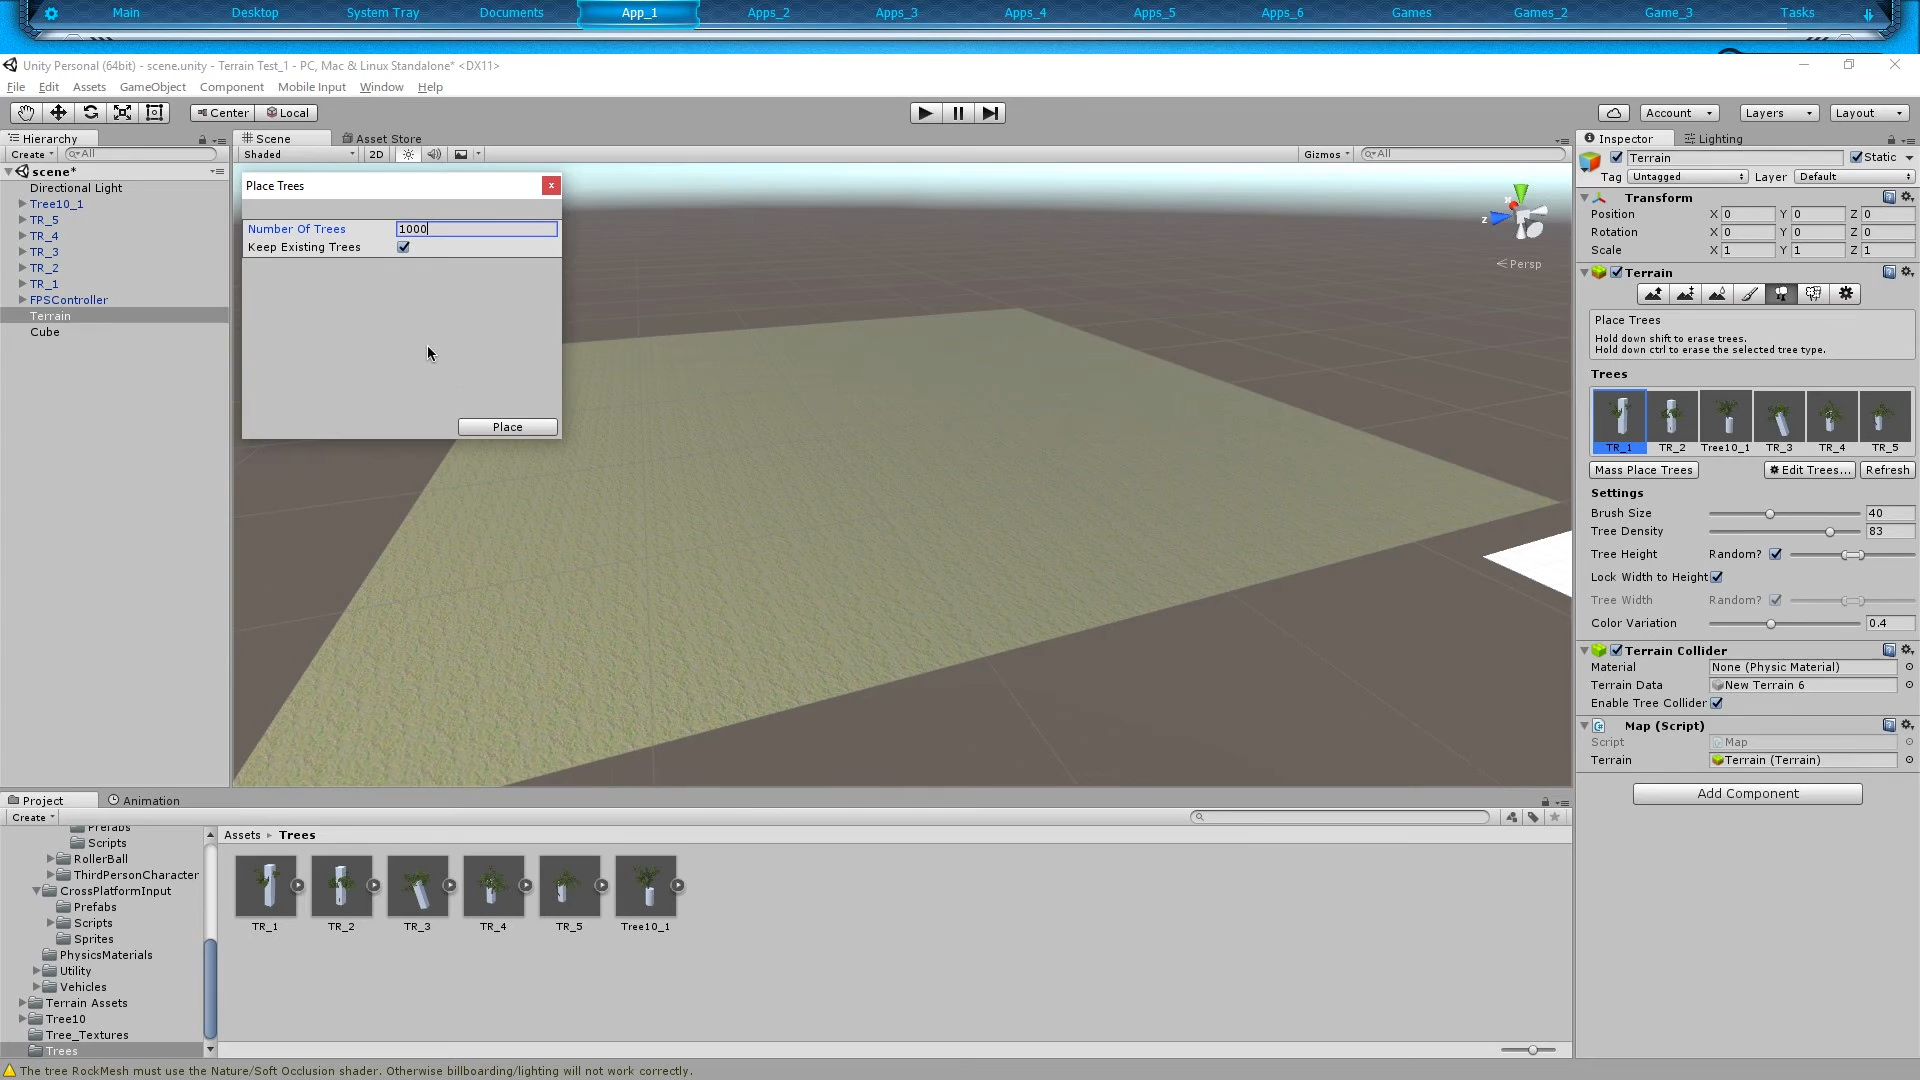 Main Desktop System Tray Documents App_1 Apps_2 Apps_3 Apps_4 Apps_5 Apps_6 Games Games_2 Game_3 Tasks
Unity Personal (64bit) - scene.unity - Terrain Test_1 - PC, Mac & Linux Standalone* <DX11>
File Edit Assets GameObject Component Mobile Input Window Help
Center Local Account Layers Layout
Hierarchy
Create All
scene*
Directional Light
Tree10_1
TR_5
TR_4
TR_3
TR_2
TR_1
FPSController
Terrain
Cube
Scene Asset Store
Shaded 2D Gizmos All
Place Trees x
Number Of Trees 1000
Keep Existing Trees
Place
x
z
Persp
Inspector Lighting
Terrain Static
Tag Untagged Layer Default
Transform
Position X 0 Y 0 Z 0
Rotation X 0 Y 0 Z 0
Scale X 1 Y 1 Z 1
Terrain
Place Trees
Hold down shift to erase trees.
Hold down ctrl to erase the selected tree type.
Trees
TR_1 TR_2 Tree10_1 TR_3 TR_4 TR_5
Mass Place Trees Edit Trees... Refresh
Settings
Brush Size 40
Tree Density 83
Tree Height Random?
Lock Width to Height
Tree Width Random?
Color Variation 0.4
Terrain Collider
Material None (Physic Material)
Terrain Data New Terrain 6
Enable Tree Collider
Map (Script)
Script Map
Terrain Terrain (Terrain)
Add Component
Project Animation
Create
Prefabs
Scripts
RollerBall
ThirdPersonCharacter
CrossPlatformInput
Prefabs
Scripts
Sprites
PhysicsMaterials
Utility
Vehicles
Terrain Assets
Tree10
Tree_Textures
Trees
Assets Trees
TR_1 TR_2 TR_3 TR_4 TR_5 Tree10_1
The tree RockMesh must use the Nature/Soft Occlusion shader. Otherwise billboarding/lighting will not work correctly.